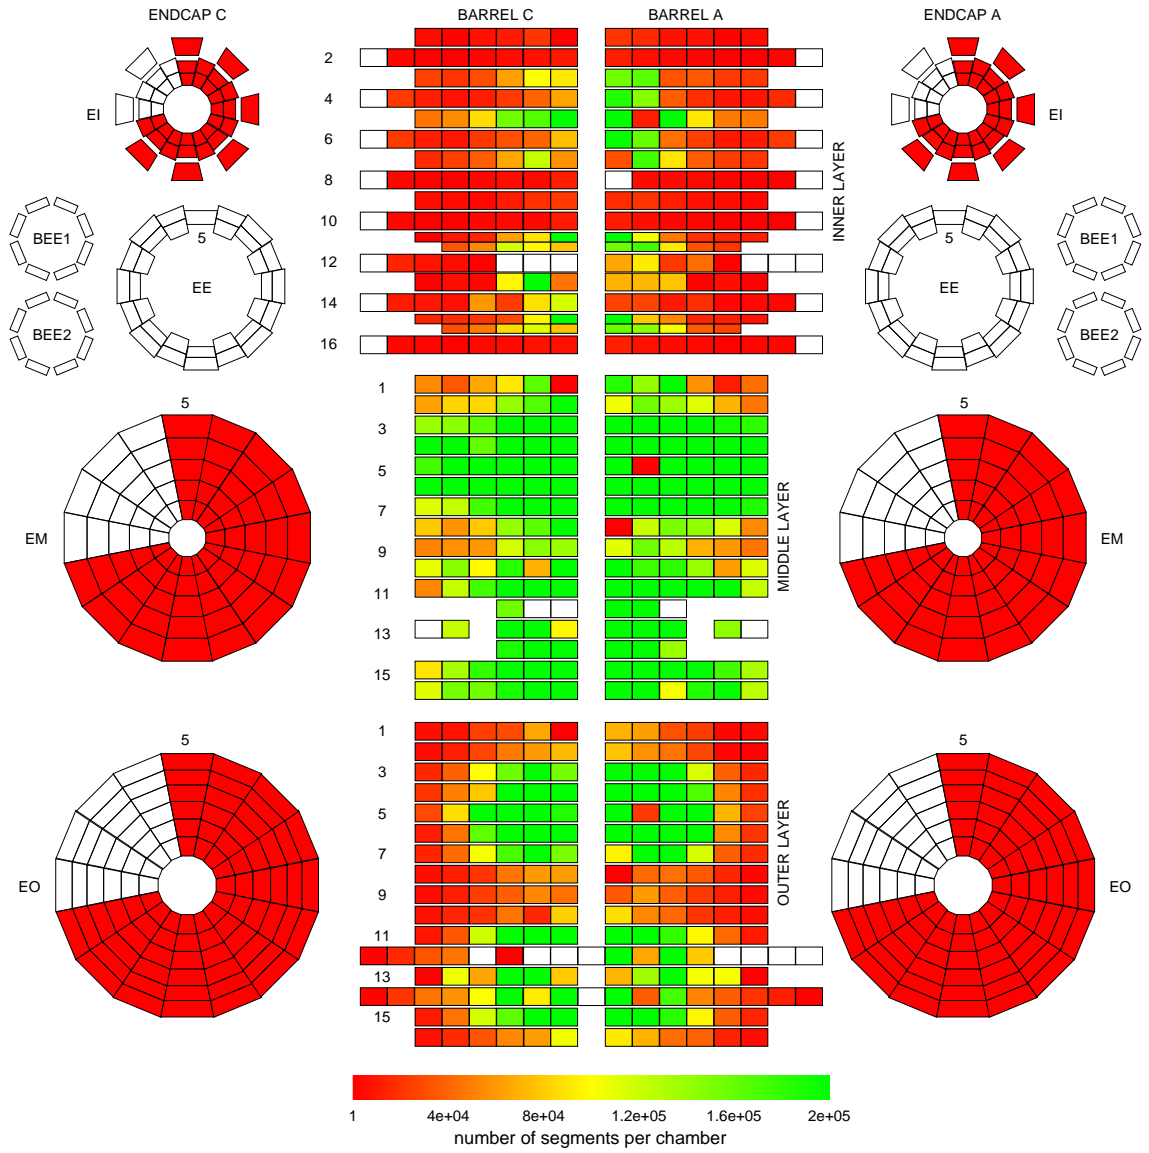 ENDCAP C
BARREL C
BARREL A
ENDCAP A
2
4
6
8
10
12
14
16
INNER LAYER
EI
EI
BEE1
BEE2
5
EE
5
EE
BEE1
BEE2
1
3
5
7
9
11
13
15
MIDDLE LAYER
5
EM
5
EM
1
3
5
7
9
11
13
15
OUTER LAYER
5
EO
5
EO
1 4e+04 8e+04 1.2e+05 1.6e+05 2e+05
number of segments per chamber